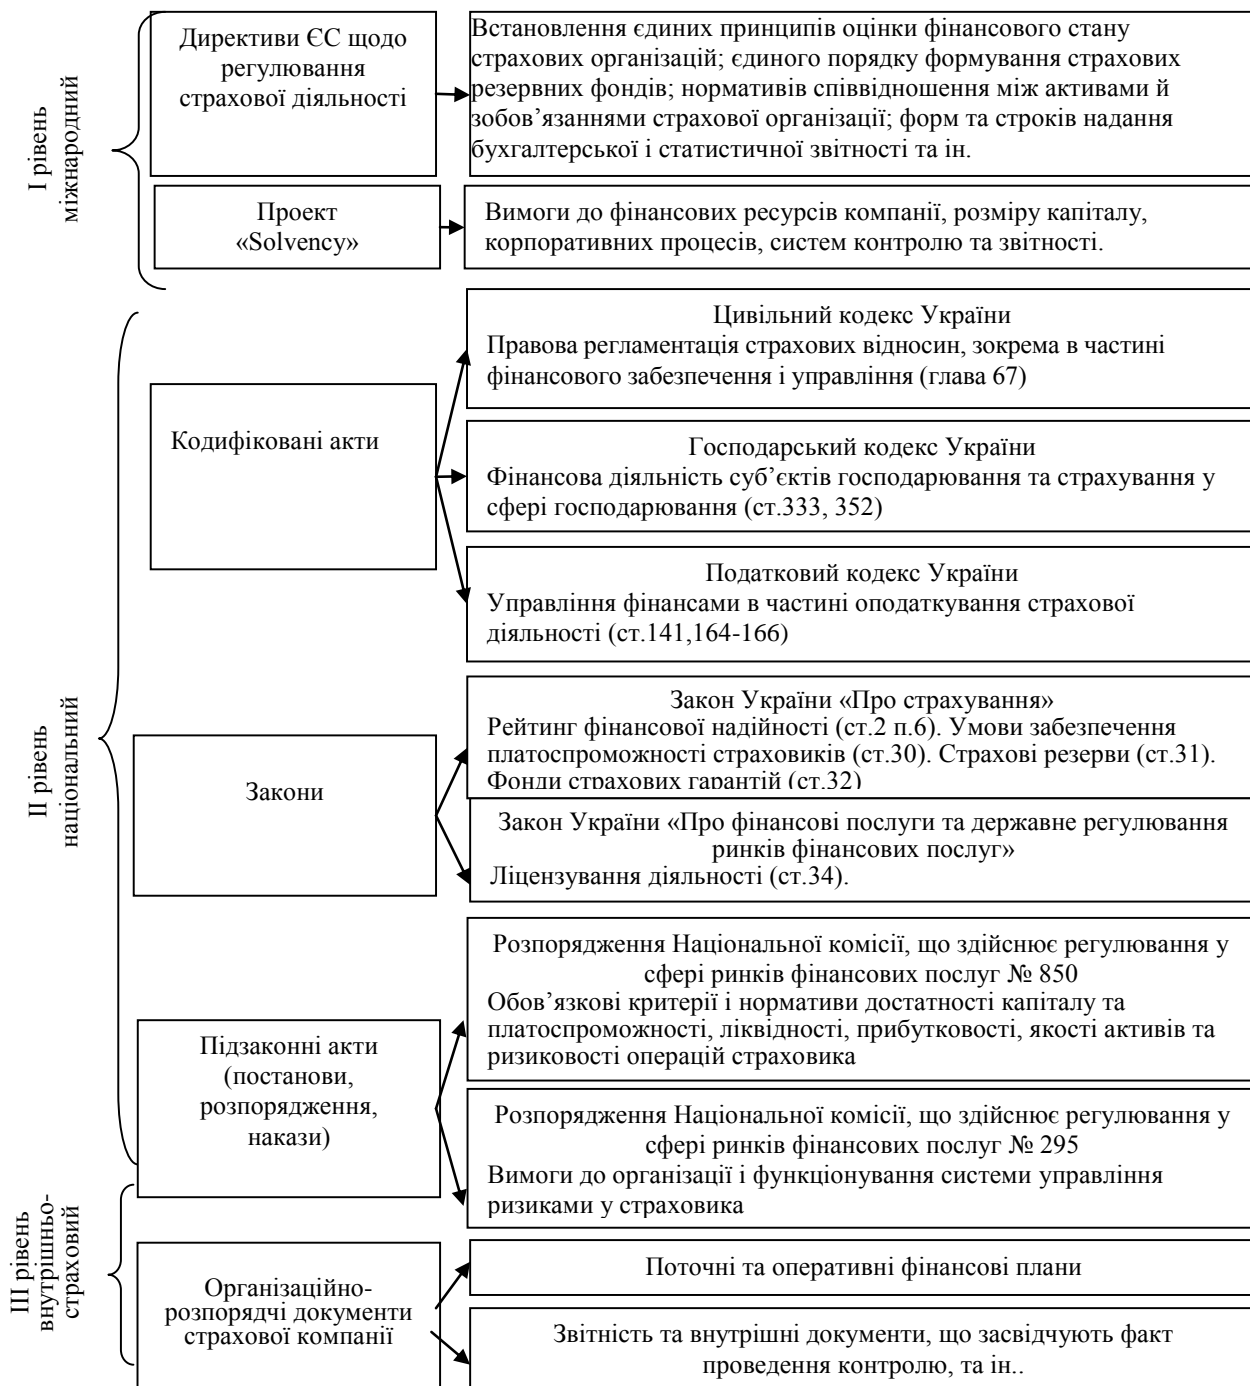 І рівень
міжнародний
Директиви ЄС щодо
регулювання
страхової діяльності
Встановлення єдиних принципів оцінки фінансового стану
страхових організацій; єдиного порядку формування страхових
резервних фондів; нормативів співвідношення між активами й
зобов’язаннями страхової організації; форм та строків надання
бухгалтерської і статистичної звітності та ін.
Проект
«Solvency»
Вимоги до фінансових ресурсів компанії, розміру капіталу,
корпоративних процесів, систем контролю та звітності.
ІІ рівень
національний
Кодифіковані акти
Цивільний кодекс України
Правова регламентація страхових відносин, зокрема в частині
фінансового забезпечення і управління (глава 67)
Господарський кодекс України
Фінансова діяльність суб’єктів господарювання та страхування у
сфері господарювання (ст.333, 352)
Податковий кодекс України
Управління фінансами в частині оподаткування страхової
діяльності (ст.141,164-166)
Закони
Закон України «Про страхування»
Рейтинг фінансової надійності (ст.2 п.6). Умови забезпечення
платоспроможності страховиків (ст.30). Страхові резерви (ст.31).
Фонди страхових гарантій (ст.32)
Закон України «Про фінансові послуги та державне регулювання
ринків фінансових послуг»
Ліцензування діяльності (ст.34).
Підзаконні акти
(постанови,
розпорядження,
накази)
Розпорядження Національної комісії, що здійснює регулювання у
сфері ринків фінансових послуг № 850
Обов’язкові критерії і нормативи достатності капіталу та
платоспроможності, ліквідності, прибутковості, якості активів та
ризиковості операцій страховика
Розпорядження Національної комісії, що здійснює регулювання у
сфері ринків фінансових послуг № 295
Вимоги до організації і функціонування системи управління
ризиками у страховика
ІІІ рівень
внутрішньо-
страховий
Організаційно-
розпорядчі документи
страхової компанії
Поточні та оперативні фінансові плани
Звітність та внутрішні документи, що засвідчують факт
проведення контролю, та ін..